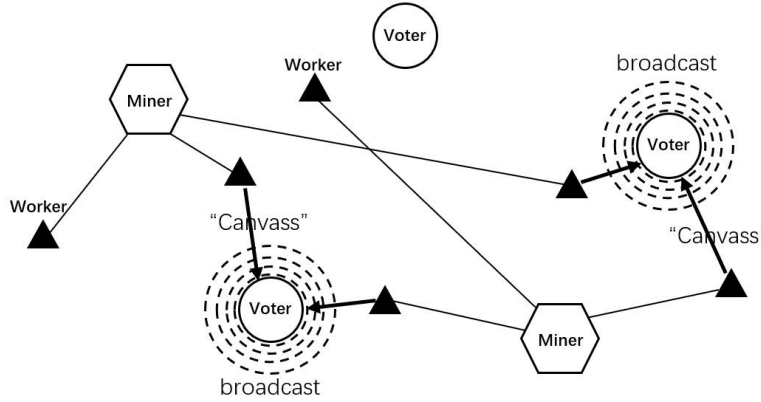 Voter
Worker
broadcast
Miner
Voter
Worker
“Canvass”
“Canvass
Voter
Miner
broadcast